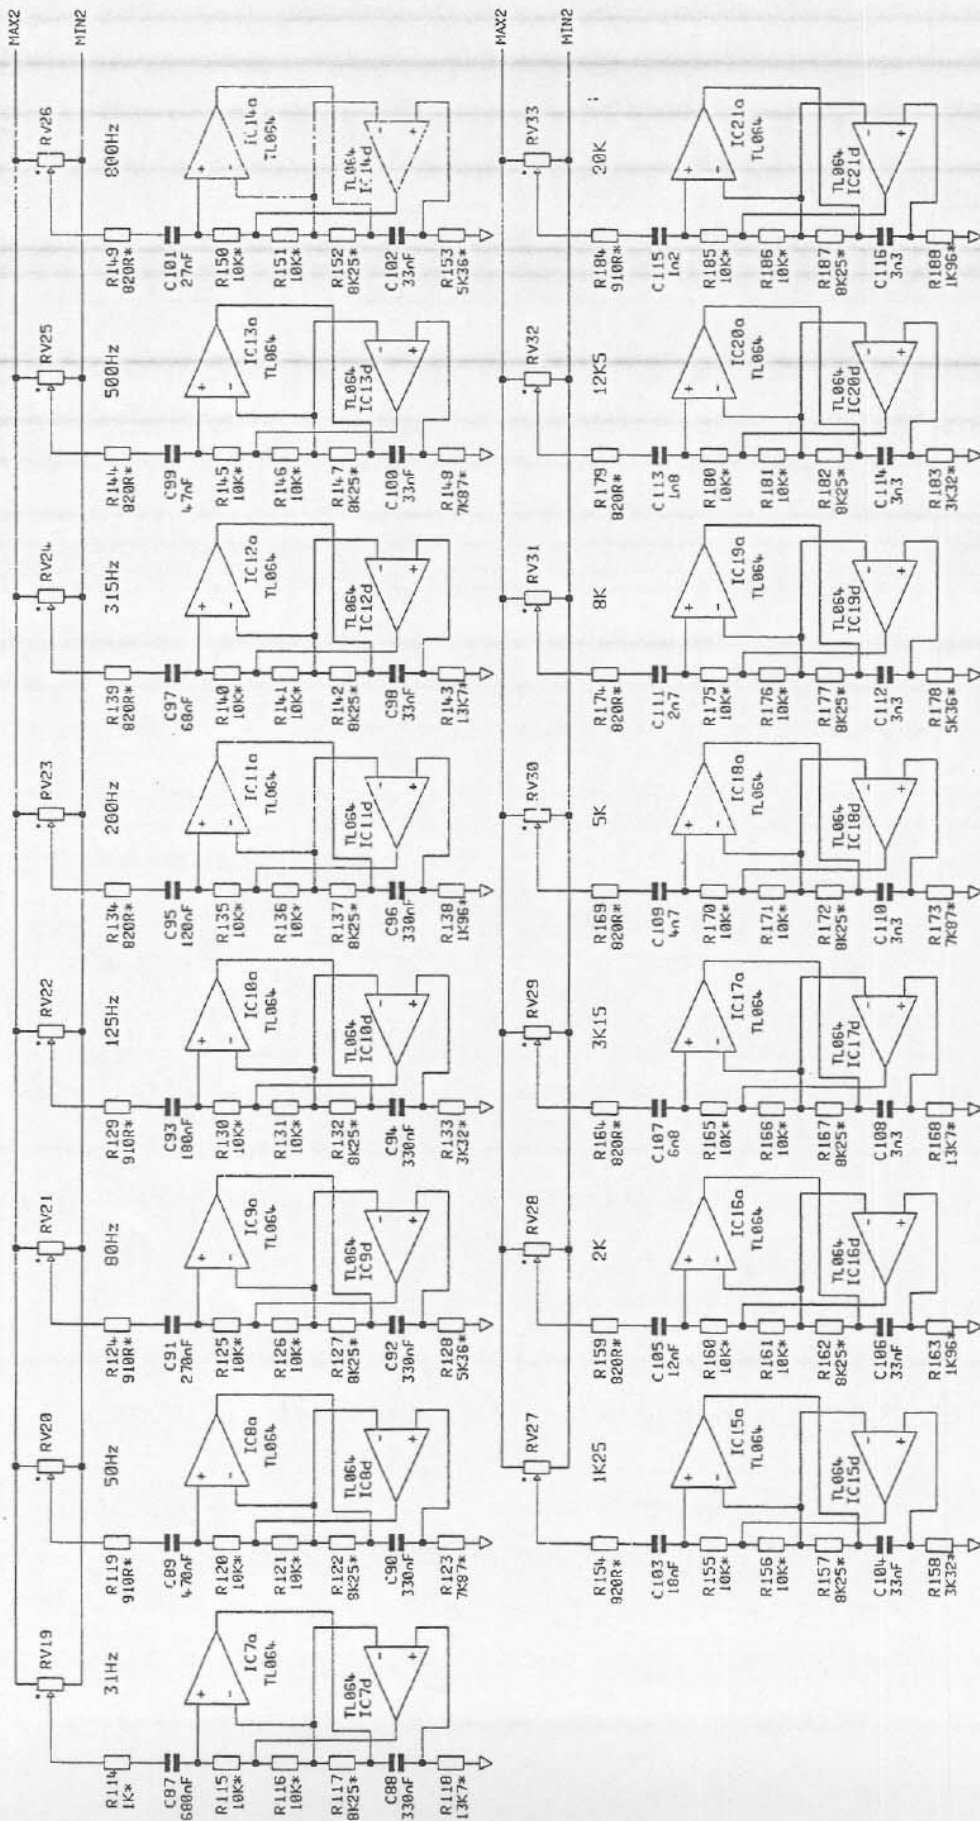 MAX2
MIN2
RV19
31Hz
R114
1K*
C87
680nF
R115
10K*
R116
10K*
R117
8K25*
C88
330nF
R118
13K7*
IC7a
TL064
TL064
IC7d
RV20
50Hz
R119
910R*
C89
470nF
R120
10K*
R121
10K*
R122
8K25*
C90
330nF
R123
7K87*
IC8a
TL064
TL064
IC8d
RV21
80Hz
R124
910R*
C91
270nF
R125
10K*
R126
10K*
R127
8K25*
C92
330nF
R128
5K36*
IC9a
TL064
TL064
IC9d
RV22
125Hz
R129
910R*
C93
180nF
R130
10K*
R131
10K*
R132
8K25*
C94
330nF
R133
3K32*
IC10a
TL064
TL064
IC10d
RV23
200Hz
R134
820R*
C95
120nF
R135
10K*
R136
10K*
R137
8K25*
C96
330nF
R138
1K96*
IC11a
TL064
TL064
IC11d
RV24
315Hz
R139
820R*
C97
68nF
R140
10K*
R141
10K*
R142
8K25*
C98
33nF
R143
13K7*
IC12a
TL064
TL064
IC12d
RV25
500Hz
R144
820R*
C99
47nF
R145
10K*
R146
10K*
R147
8K25*
C100
33nF
R148
7K87*
IC13a
TL064
TL064
IC13d
RV26
800Hz
R149
820R*
C101
27nF
R150
10K*
R151
10K*
R152
8K25*
C102
33nF
R153
5K36*
IC14a
TL064
TL064
IC14d
MAX2
MIN2
RV27
1K25
R154
820R*
C103
18nF
R155
10K*
R156
10K*
R157
8K25*
C104
33nF
R158
3K32*
IC15a
TL064
TL064
IC15d
RV28
2K
R159
820R*
C105
12nF
R160
10K*
R161
10K*
R162
8K25*
C106
33nF
R163
1K96*
IC16a
TL064
TL064
IC16d
RV29
3K15
R164
820R*
C107
6n8
R165
10K*
R166
10K*
R167
8K25*
C108
3n3
R168
13K7*
IC17a
TL064
TL064
IC17d
RV30
5K
R169
820R*
C109
4n7
R170
10K*
R171
10K*
R172
8K25*
C110
3n3
R173
7K87*
IC18a
TL064
TL064
IC18d
RV31
8K
R174
820R*
C111
2n7
R175
10K*
R176
10K*
R177
8K25*
C112
3n3
R178
5K36*
IC19a
TL064
TL064
IC19d
RV32
12K5
R179
820R*
C113
1n8
R180
10K*
R181
10K*
R182
8K25*
C114
3n3
R183
3K32*
IC20a
TL064
TL064
IC20d
RV33
20K
R184
910R*
C115
1n2
R185
10K*
R186
10K*
R187
8K25*
C116
3n3
R188
1K96*
IC21a
TL064
TL064
IC21d